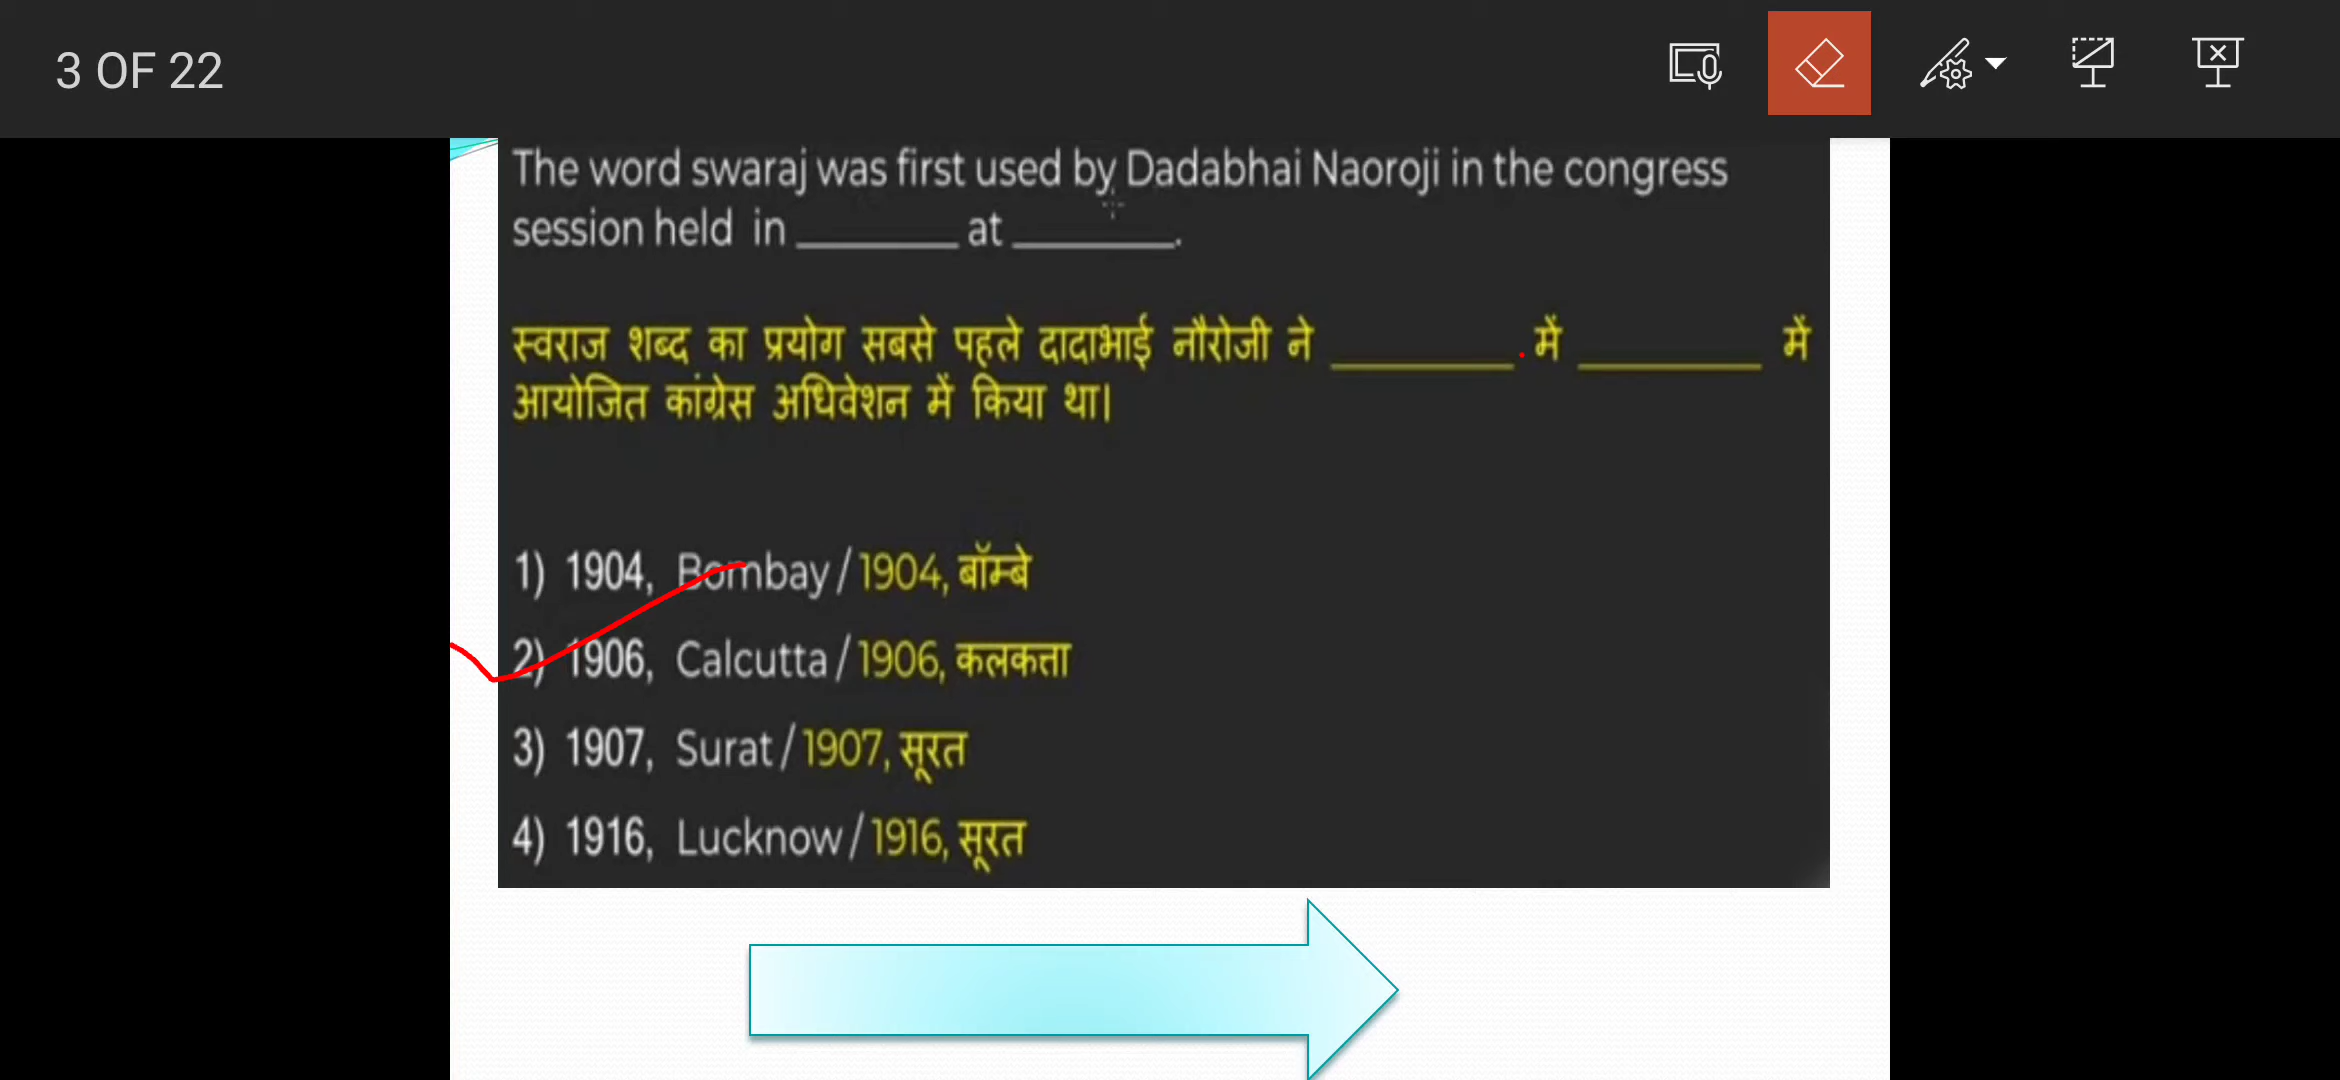 3 OF 22
The word swaraj was first used by Dadabhai Naoroji in the congress
session held in ________ at ________.
स्वराज शब्द का प्रयोग सबसे पहले दादाभाई नौरोजी ने ________ में ________ में
आयोजित कांग्रेस अधिवेशन में किया था।
1) 1904, Bombay / 1904, बॉम्बे
2) 1906, Calcutta / 1906, कलकत्ता
3) 1907, Surat / 1907, सूरत
4) 1916, Lucknow / 1916, सूरत